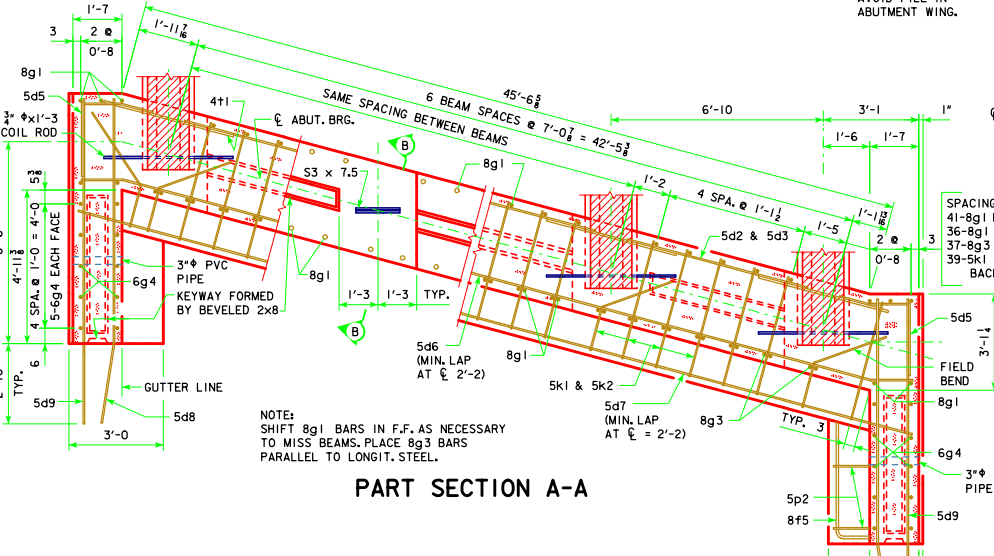 AVOID FILL IN
ABUTMENT WING.
1'-7
3
2 @
0'-8
1'-11 7/16
45'-6 5/8
6 BEAM SPACES @ 7'-0 7/8 = 42'-5 3/8
SAME SPACING BETWEEN BEAMS
8g1
5d5
3/4" Φx1'-3
COIL ROD
4t1
℄ ABUT. BRG.
B
S3 x 7.5
8g1
6'-10
3'-1
1"
1'-6
1'-7
1'-2
4 SPA. @ 1'-1 1/2
1'-5
1'-1 13/16
2 @
0'-8
3
SPACING
41-8g1
36-8g1
37-8g3
39-5k1
BAC
5d2 & 5d3
4 SPA. @ 1'-0 = 4'-0
5-6g4 EACH FACE
4'-11 3/4
6
TYP.
3"Φ PVC
PIPE
6g4
KEYWAY FORMED
BY BEVELED 2x8
8g1
1'-3
1'-3
TYP.
B
5d6
(MIN. LAP
AT ℄ 2'-2)
8g1
5k1 & 5k2
5d7
(MIN. LAP
AT ℄ = 2'-2)
8g3
TYP. 3
5d5
3'-1 1/4
FIELD
BEND
8g1
6g4
3"Φ
PIPE
5p2
8f5
5d9
GUTTER LINE
5d9
5d8
3'-0
NOTE:
SHIFT 8g1 BARS IN F.F. AS NECESSARY
TO MISS BEAMS. PLACE 8g3 BARS
PARALLEL TO LONGIT. STEEL.
PART SECTION A-A